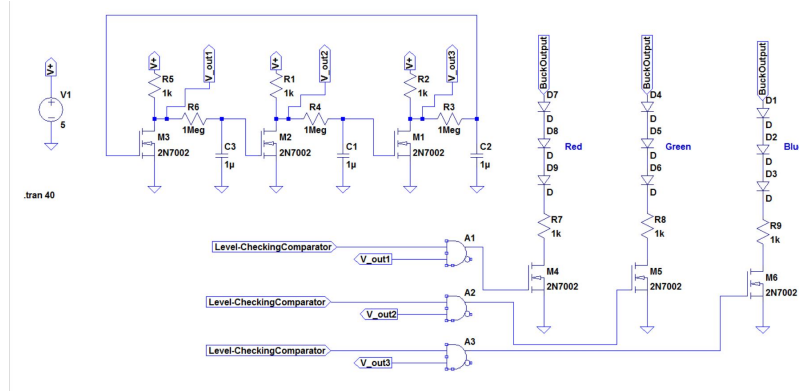 V+
V1
5
.tran 40
V+
R5
1k
V_out1
R6
1Meg
M3
2N7002
C3
1µ
V+
R1
1k
V_out2
R4
1Meg
M2
2N7002
C1
1µ
V+
R2
1k
V_out3
R3
1Meg
M1
2N7002
C2
1µ
BuckOutput
D7
D
D8
D
D9
D
Red
R7
1k
M4
2N7002
BuckOutput
D4
D
D5
D
D6
D
Green
R8
1k
M5
2N7002
BuckOutput
D1
D
D2
D
D3
D
Blu
R9
1k
M6
2N7002
Level-CheckingComparator
V_out1
A1
Level-CheckingComparator
V_out2
A2
Level-CheckingComparator
V_out3
A3